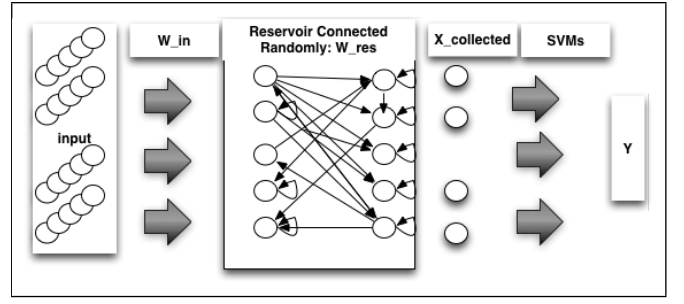 input
W_in
Reservoir Connected
Randomly: W_res
X_collected
SVMs
Y